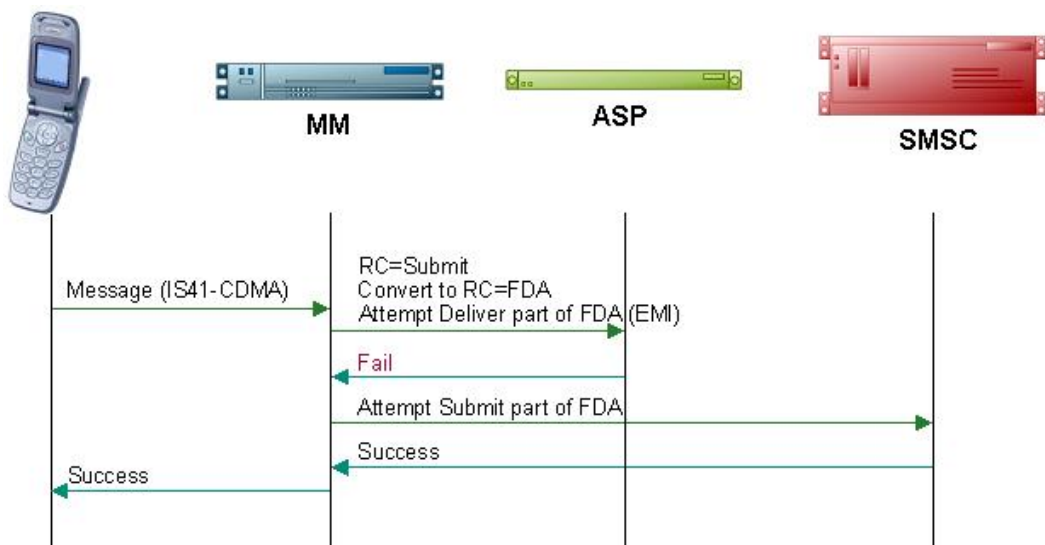 MM
ASP
SMSC
Message (IS41-CDMA)
RC=Submit
Convert to RC=FDA
Attempt Deliver part of FDA (EMI)
Fail
Attempt Submit part of FDA
Success
Success